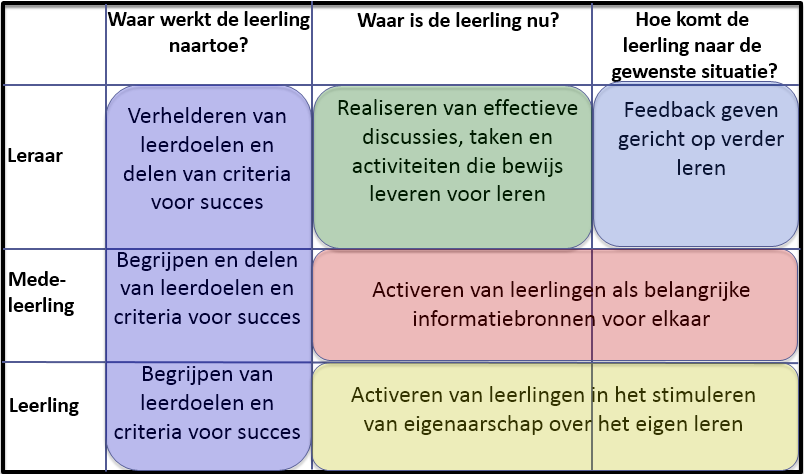 Waar werkt de leerling
naartoe?
Waar is de leerling nu?
Hoe komt de
leerling naar de
gewenste situatie?
Leraar
Verhelderen van
leerdoelen en
delen van criteria
voor succes
Realiseren van effectieve
discussies, taken en
activiteiten die bewijs
leveren voor leren
Feedback geven
gericht op verder
leren
Mede-
leerling
Begrijpen en delen
van leerdoelen en
criteria voor succes
Activeren van leerlingen als belangrijke
informatiebronnen voor elkaar
Leerling
Begrijpen van
leerdoelen en
criteria voor succes
Activeren van leerlingen in het stimuleren
van eigenaarschap over het eigen leren